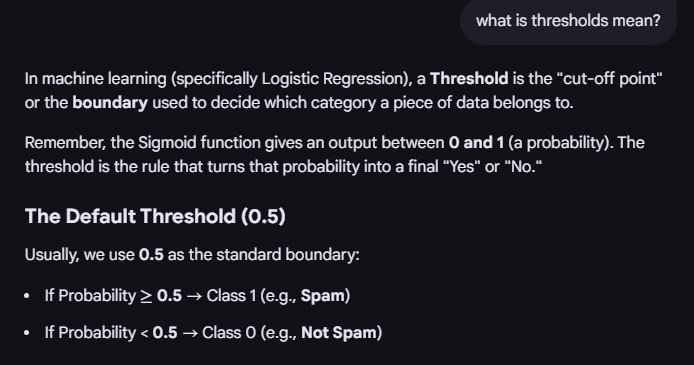 what is thresholds mean?
In machine learning (specifically Logistic Regression), a Threshold is the "cut-off point"
or the boundary used to decide which category a piece of data belongs to.
Remember, the Sigmoid function gives an output between 0 and 1 (a probability). The
threshold is the rule that turns that probability into a final "Yes" or "No."
The Default Threshold (0.5)
Usually, we use 0.5 as the standard boundary:
• If Probability ≥ 0.5 → Class 1 (e.g., Spam)
• If Probability < 0.5 → Class 0 (e.g., Not Spam)